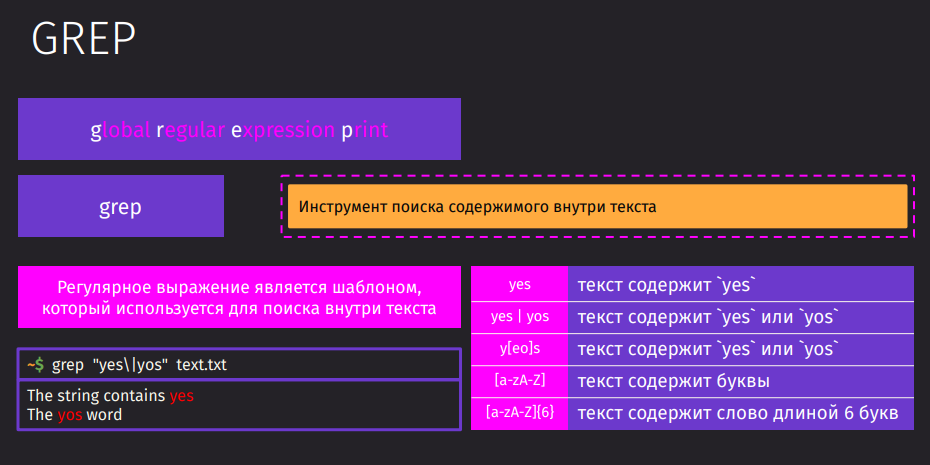 GREP
global regular expression print
grep
Инструмент поиска содержимого внутри текста
Регулярное выражение является шаблоном,
который используется для поиска внутри текста
~$ grep "yes\|yos" text.txt
The string contains yes
The yos word
yes текст содержит `yes`
yes | yos текст содержит `yes` или `yos`
y[eo]s текст содержит `yes` или `yos`
[a-zA-Z] текст содержит буквы
[a-zA-Z]{6} текст содержит слово длиной 6 букв